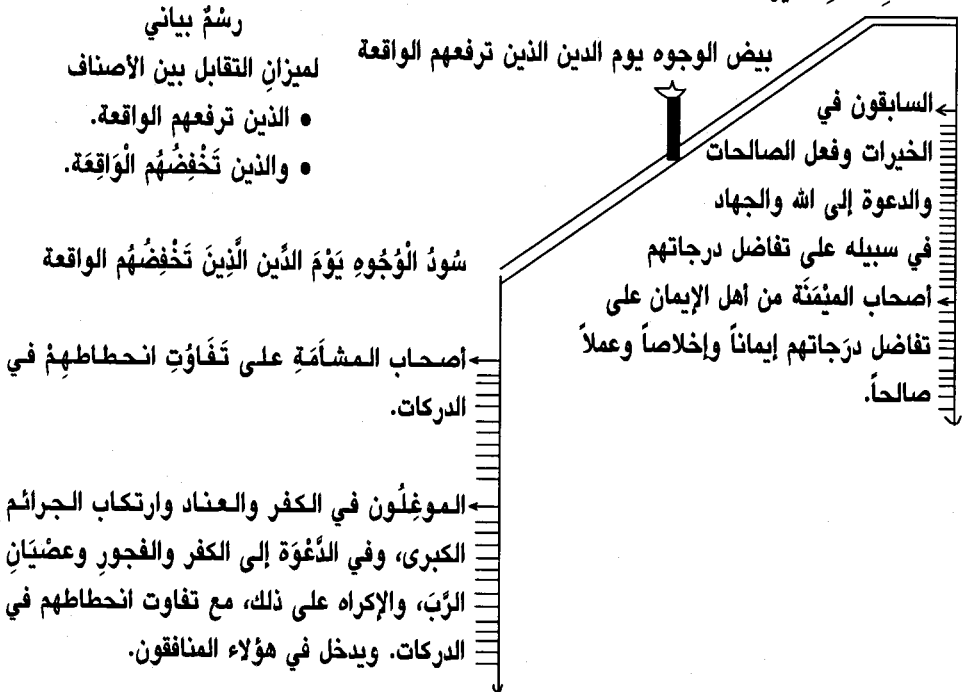 رسْمٌ بياني
لميزانِ التقابل بين الأصناف
• الذين ترفعهم الواقعة.
• والذين تَخْفِضُهُم الْوَاقِعَة.
بيض الوجوه يوم الدين الذين ترفعهم الواقعة
السابقون في
الخيرات وفعل الصالحات
والدعوة إلى الله والجهاد
في سبيله على تفاضل درجاتهم
أصحاب الميْمَنَة من أهل الإيمان على
تفاضل درَجاتهم إيماناً وإخلاصاً وعملاً
صالحاً.
سُودُ الْوُجُوهِ يَوْمَ الدِّين الَّذِينَ تَخْفِضُهُم الواقعة
أصحاب المشأَمَةِ على تَفَاوُتِ انحطاطهِمْ في
الدركات.
الموغِلُون في الكفر والعناد وارتكاب الجرائم
الكبرى، وفي الدَّعْوَة إلى الكفر والفجورِ وعصْيَانِ
الرَّبَ، والإكراه على ذلك، مع تفاوت انحطاطهم في
الدركات. ويدخل في هؤلاء المنافقون.